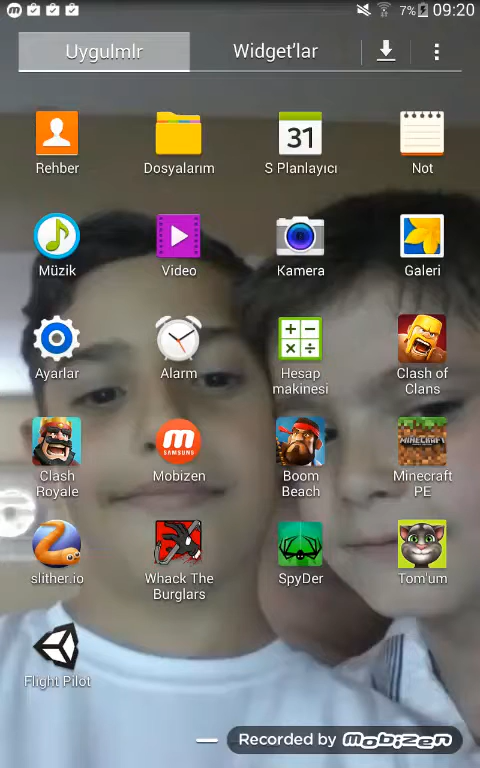 7% 09:20
Uygulmlr Widget'lar
31
Rehber Dosyalarım S Planlayıcı Not
Müzik Video Kamera Galeri
Ayarlar Alarm Hesap makinesi Clash of Clans
MINECRAFT
SAMSUNG
Clash Royale Mobizen Boom Beach Minecraft PE
slither.io Whack The Burglars SpyDer Tom'um
Flight Pilot
Recorded by mobizen